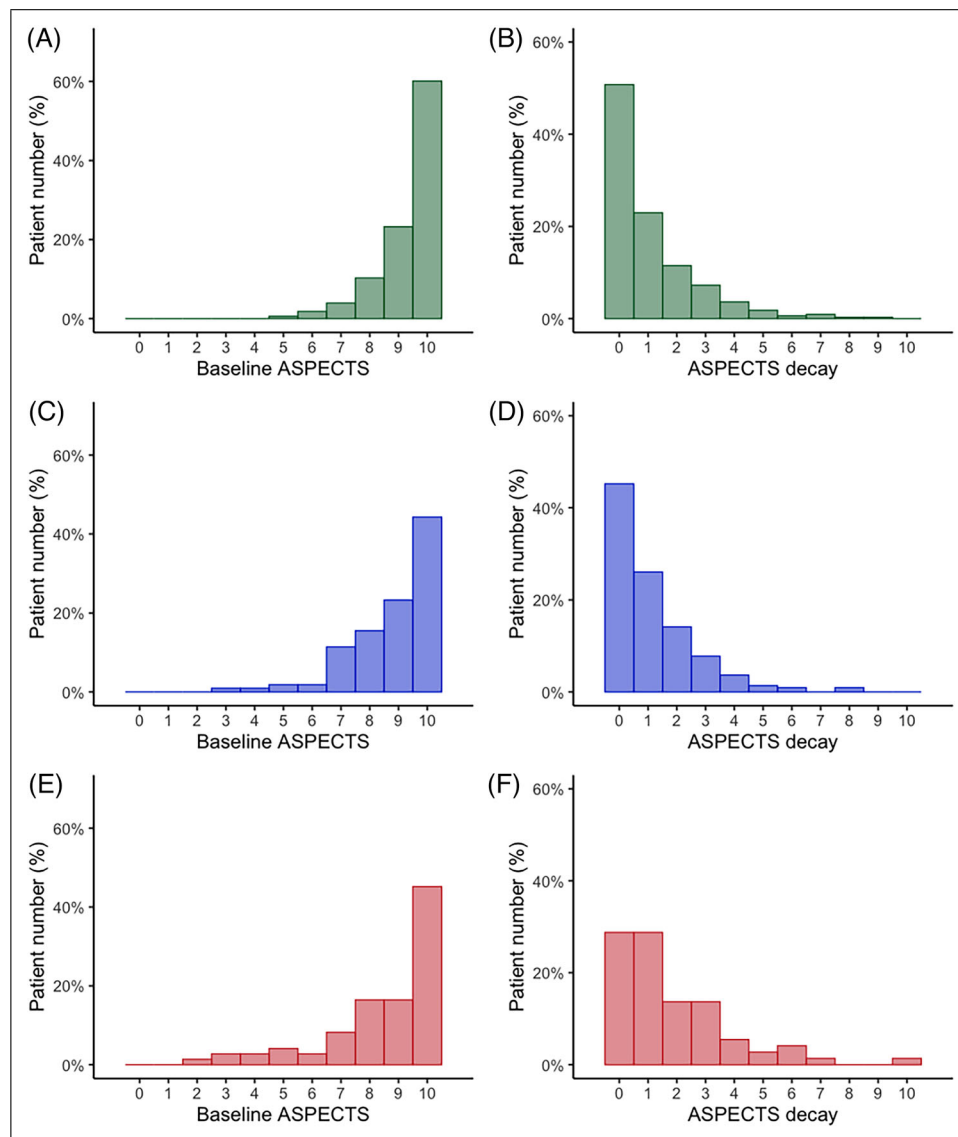 (A)
Patient number (%)
60%
40%
20%
0%
0 1 2 3 4 5 6 7 8 9 10
Baseline ASPECTS
(B)
Patient number (%)
60%
40%
20%
0%
0 1 2 3 4 5 6 7 8 9 10
ASPECTS decay
(C)
Patient number (%)
60%
40%
20%
0%
0 1 2 3 4 5 6 7 8 9 10
Baseline ASPECTS
(D)
Patient number (%)
60%
40%
20%
0%
0 1 2 3 4 5 6 7 8 9 10
ASPECTS decay
(E)
Patient number (%)
60%
40%
20%
0%
0 1 2 3 4 5 6 7 8 9 10
Baseline ASPECTS
(F)
Patient number (%)
60%
40%
20%
0%
0 1 2 3 4 5 6 7 8 9 10
ASPECTS decay